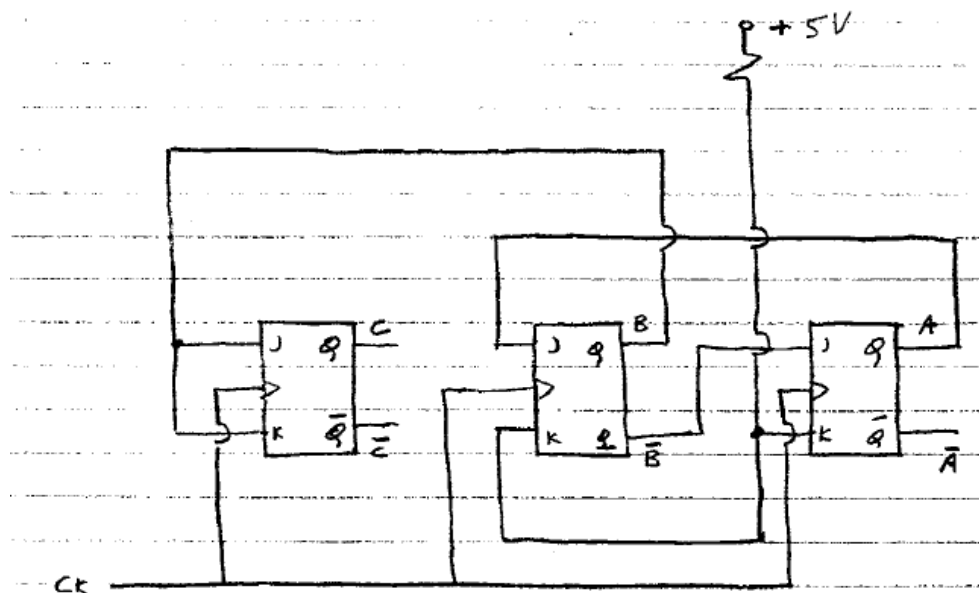 + 5V
C B A
J Q J Q J Q
K Q̅ K Q K Q̅
C̅ B̅ A̅
CK